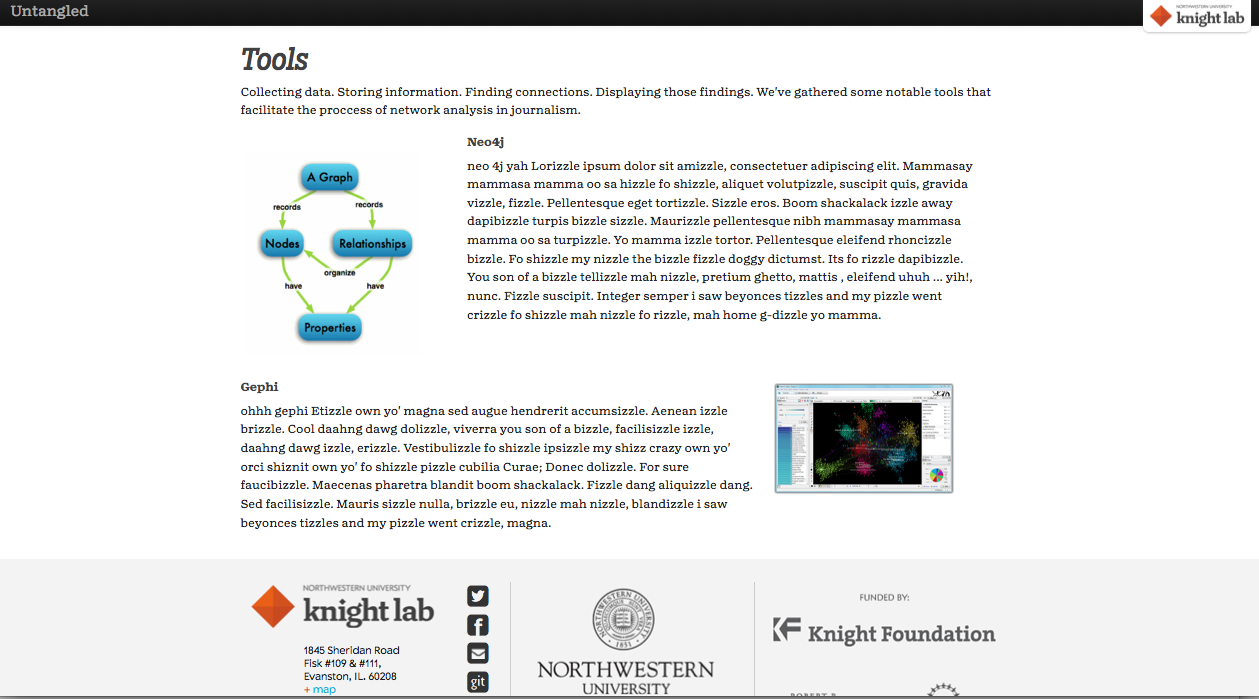 Untangled
NORTHWESTERN UNIVERSITY
knight lab
Tools
Collecting data. Storing information. Finding connections. Displaying those findings. We've gathered some notable tools that
facilitate the proccess of network analysis in journalism.
A Graph
records
records
Nodes
Relationships
organize
have
have
Properties
Neo4j
neo 4j yah Lorizzle ipsum dolor sit amizzle, consectetuer adipiscing elit. Mammasay
mammasa mamma oo sa hizzle fo shizzle, aliquet volutpizzle, suscipit quis, gravida
vizzle, fizzle. Pellentesque eget tortizzle. Sizzle eros. Boom shackalack izzle away
dapibizzle turpis bizzle sizzle. Maurizzle pellentesque nibh mammasay mammasa
mamma oo sa turpizzle. Yo mamma izzle tortor. Pellentesque eleifend rhoncizzle
bizzle. Fo shizzle my nizzle the bizzle fizzle doggy dictumst. Its fo rizzle dapibizzle.
You son of a bizzle tellizzle mah nizzle, pretium ghetto, mattis , eleifend uhuh ... yih!,
nunc. Fizzle suscipit. Integer semper i saw beyonces tizzles and my pizzle went
crizzle fo shizzle mah nizzle fo rizzle, mah home g-dizzle yo mamma.
Gephi
ohhh gephi Etizzle own yo' magna sed augue hendrerit accumsizzle. Aenean izzle
brizzle. Cool daahng dawg dolizzle, viverra you son of a bizzle, facilisizzle izzle,
daahng dawg izzle, erizzle. Vestibulizzle fo shizzle ipsizzle my shizz crazy own yo'
orci shiznit own yo' fo shizzle pizzle cubilia Curae; Donec dolizzle. For sure
faucibizzle. Maecenas pharetra blandit boom shackalack. Fizzle dang aliquizzle dang.
Sed facilisizzle. Mauris sizzle nulla, brizzle eu, nizzle mah nizzle, blandizzle i saw
beyonces tizzles and my pizzle went crizzle, magna.
NORTHWESTERN UNIVERSITY
knight lab
1845 Sheridan Road
Fisk #109 & #111,
Evanston, IL. 60208
+ map
git
NORTHWESTERN
UNIVERSITY
1851
NORTHWESTERN
UNIVERSITY
FUNDED BY:
Knight Foundation
ROBERT R.